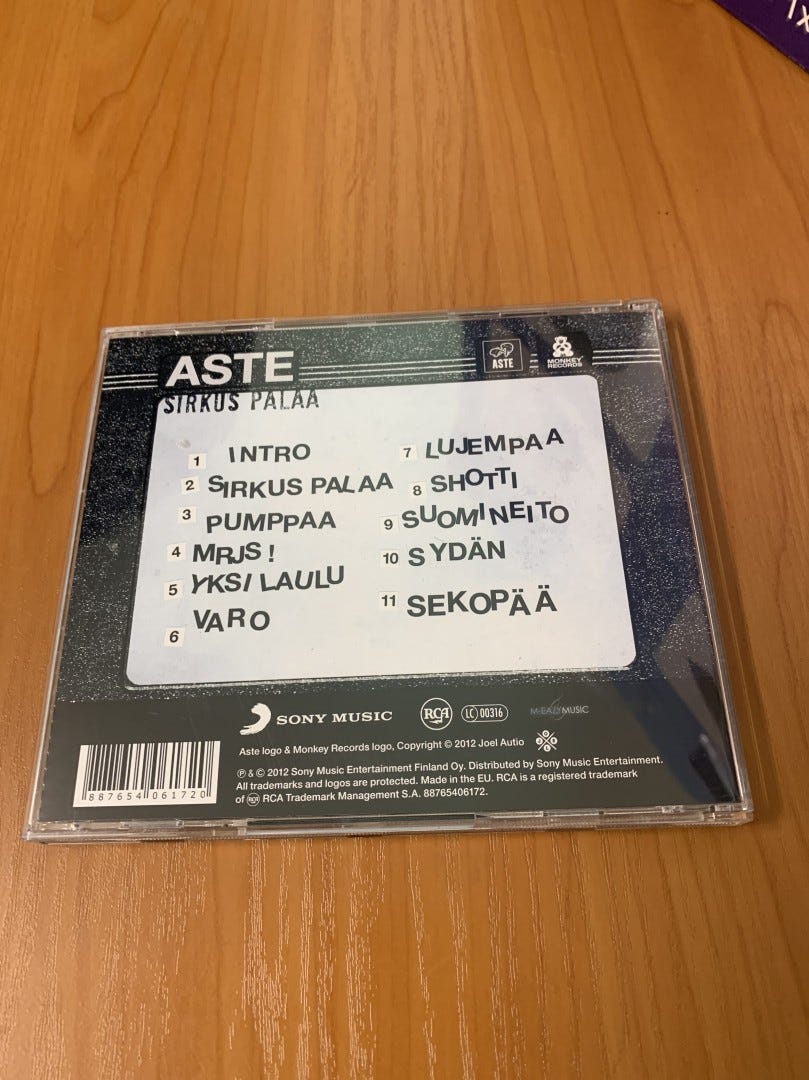 ASTE
SIRKUS PALAA
ASTE
MONKEY
RECORDS
1 INTRO
2 SIRKUS PALAA
3 PUMPPAA
4 MRJS!
5 YKSI LAULU
6 VARO
7 LUJEMPAA
8 SHOTTI
9 SUOMINEITO
10 SYDÄN
11 SEKOPÄÄ
SONY MUSIC
RCA
LC 00316
M-EAZY MUSIC
Aste logo & Monkey Records logo, Copyright © 2012 Joel Autio
℗ & © 2012 Sony Music Entertainment Finland Oy. Distributed by Sony Music Entertainment.
All trademarks and logos are protected. Made in the EU. RCA is a registered trademark
of RCA RCA Trademark Management S.A. 88765406172.
887654 061720